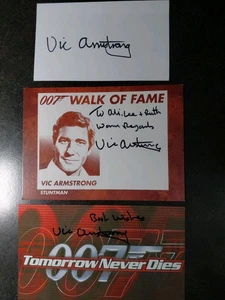 Vic Armstrong
007 WALK OF FAME
To Ali, Lee + Ruth
Warm Regards
Vic Armstrong
VIC ARMSTRONG
STUNTMAN
Best Wishes
Vic Armstrong
007
Tomorrow Never Dies